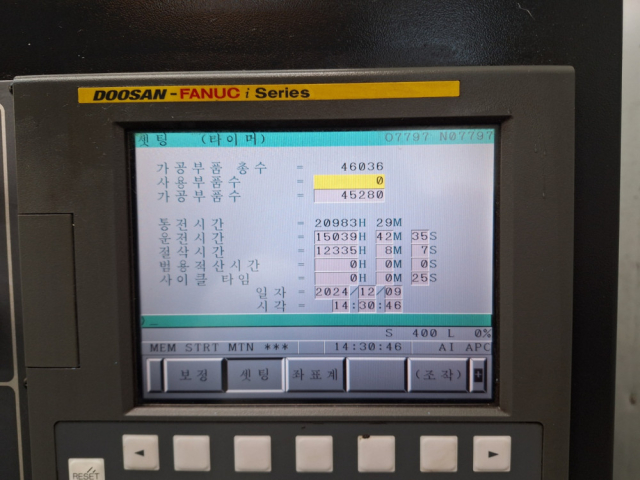 DOOSAN-FANUC i Series
셋팅 (타이머) O7797 N07797
가공부품 총수 = 46036
사용부품수 = 0
가공부품수 = 45280
통전시간 = 20983H 29M
운전시간 = 15039H 42M 35S
절삭시간 = 12335H 8M 7S
범용적산시간 = 0H 0M 0S
사이클 타임 = 0H 0M 25S
일자 = 2024/12/09
시각 = 14:30:46
)_
S 400 L 0%
MEM STRT MTN *** 14:30:46 AI APC
보정 셋팅 좌표계 (조작) +
◄ ►
RESET